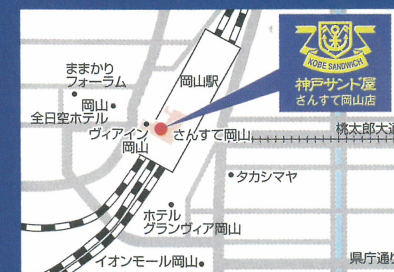 KOBE SANDWICH
神戸サンド屋
さんすて岡山店
ままかり
フォーラム
岡山駅
岡山
全日空ホテル
ヴィアイン
岡山
さんすて岡山
桃太郎大通
タカシマヤ
ホテル
グランヴィア岡山
イオンモール岡山
県庁通り